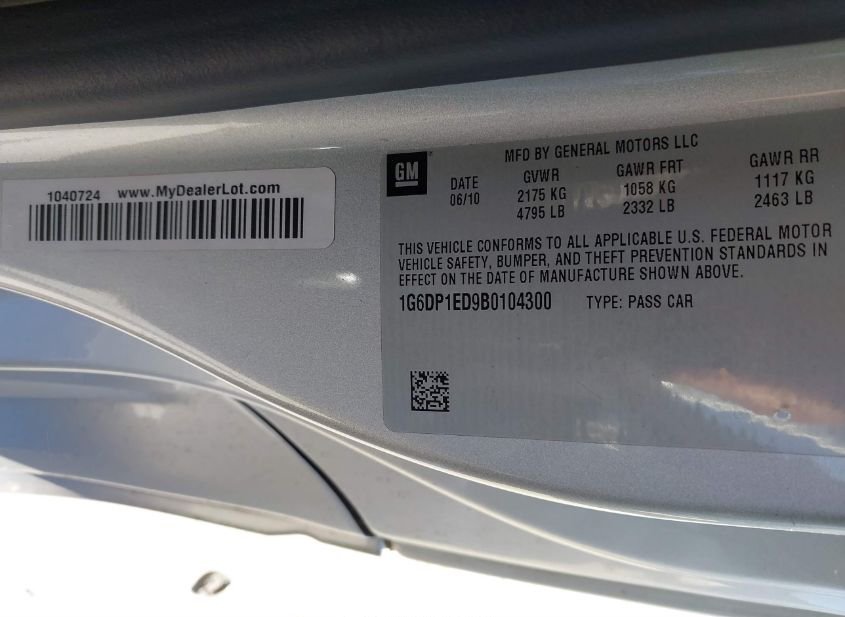 1040724 www.MyDealerLot.com
GM
MFD BY GENERAL MOTORS LLC
DATE GVWR GAWR FRT GAWR RR
06/10 2175 KG 1058 KG 1117 KG
4795 LB 2332 LB 2463 LB
THIS VEHICLE CONFORMS TO ALL APPLICABLE U.S. FEDERAL MOTOR
VEHICLE SAFETY, BUMPER, AND THEFT PREVENTION STANDARDS IN
EFFECT ON THE DATE OF MANUFACTURE SHOWN ABOVE.
1G6DP1ED9B0104300 TYPE: PASS CAR